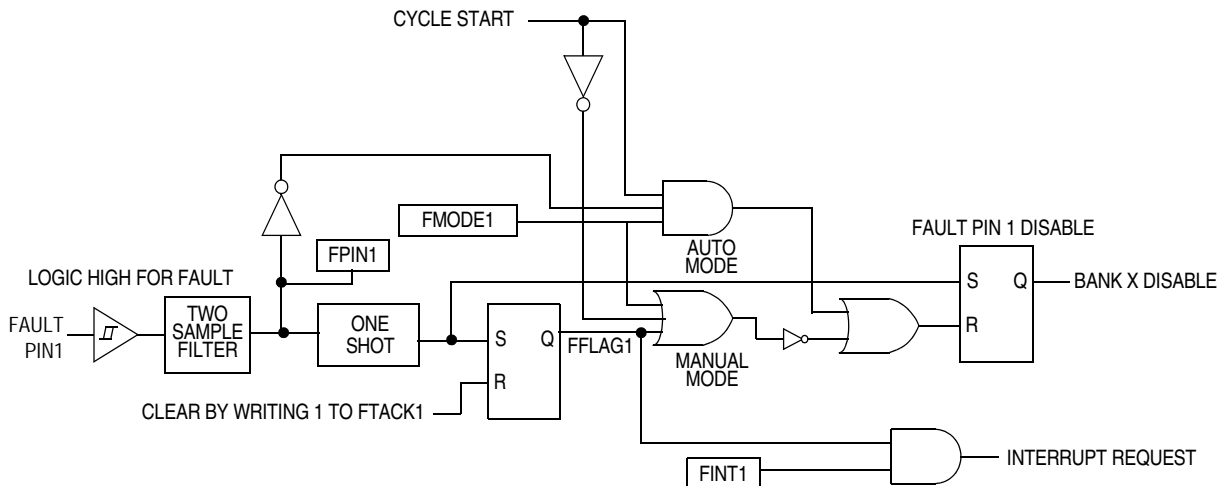 CYCLE START
FMODE1
AUTO
MODE
FAULT PIN 1 DISABLE
FPIN1
LOGIC HIGH FOR FAULT
S
Q
BANK X DISABLE
R
FAULT
PIN1
TWO
SAMPLE
FILTER
ONE
SHOT
S
Q
R
FFLAG1
MANUAL
MODE
CLEAR BY WRITING 1 TO FTACK1
FINT1
INTERRUPT REQUEST